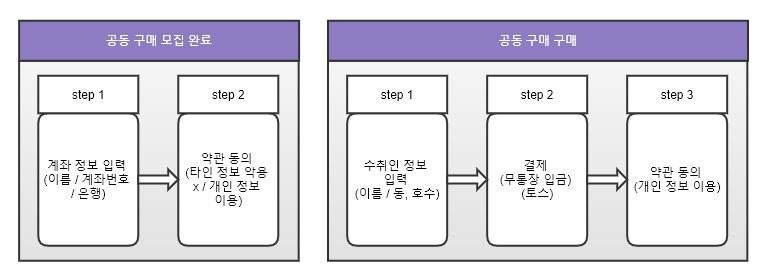 공동 구매 모집 완료
step 1
계좌 정보 입력
(이름 / 계좌번호
/ 은행)
step 2
약관 동의
(타인 정보 악용
x / 개인 정보
이용)
공동 구매 구매
step 1
수취인 정보
입력
(이름 / 동, 호수)
step 2
결제
(무통장 입금)
(토스)
step 3
약관 동의
(개인 정보 이용)